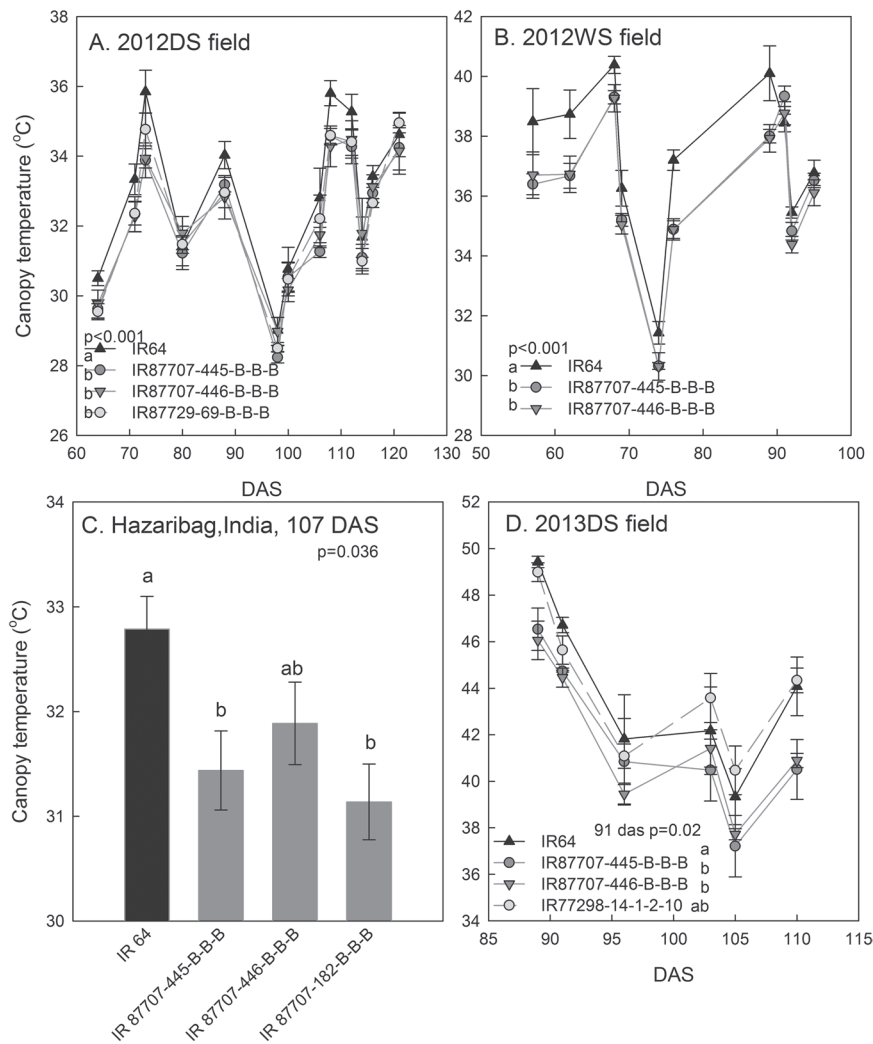 A. 2012DS field
Canopy temperature (°C)
38
36
34
32
30
28
26
p<0.001
a IR64
b IR87707-445-B-B-B
b IR87707-446-B-B-B
b IR87729-69-B-B-B
60 70 80 90 100 110 120 130
DAS
B. 2012WS field
42
40
38
36
34
32
30
28
p<0.001
a IR64
b IR87707-445-B-B-B
b IR87707-446-B-B-B
50 60 70 80 90 100
DAS
C. Hazaribag,India, 107 DAS
p=0.036
Canopy temperature (°C)
34
33
32
31
30
a
b
ab
b
IR 64
IR 87707-445-B-B-B
IR 87707-446-B-B-B
IR 87707-182-B-B-B
D. 2013DS field
52
50
48
46
44
42
40
38
36
34
91 das p=0.02
IR64 a
IR87707-445-B-B-B b
IR87707-446-B-B-B b
IR77298-14-1-2-10 ab
85 90 95 100 105 110 115
DAS